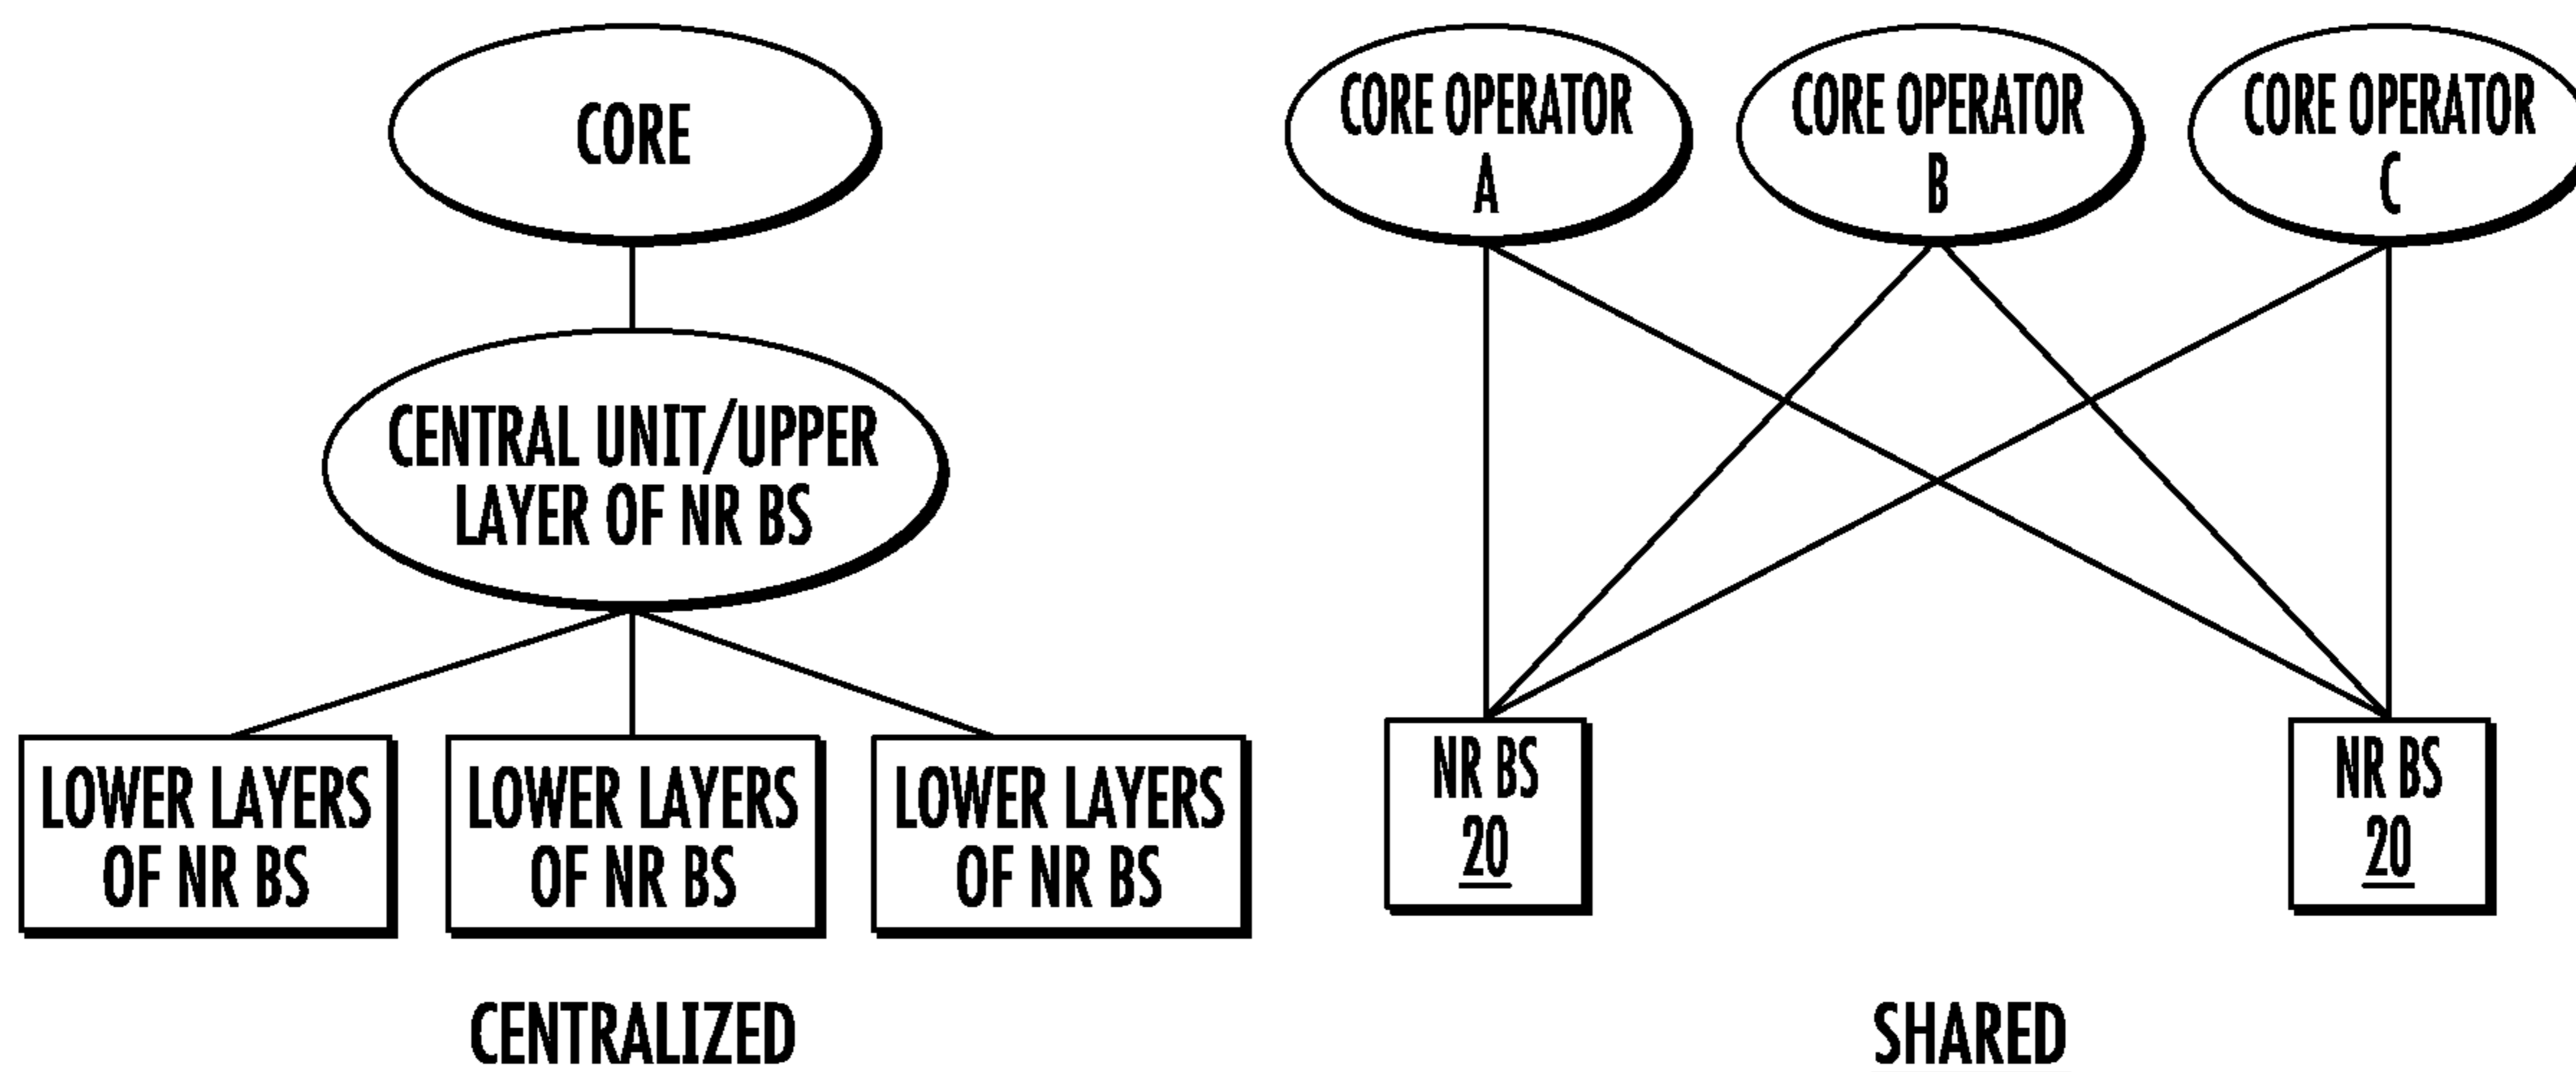 CORE
CENTRAL UNIT/UPPER
LAYER OF NR BS
LOWER LAYERS
OF NR BS
LOWER LAYERS
OF NR BS
LOWER LAYERS
OF NR BS
CENTRALIZED
CORE OPERATOR
A
CORE OPERATOR
B
CORE OPERATOR
C
NR BS
20
NR BS
20
SHARED